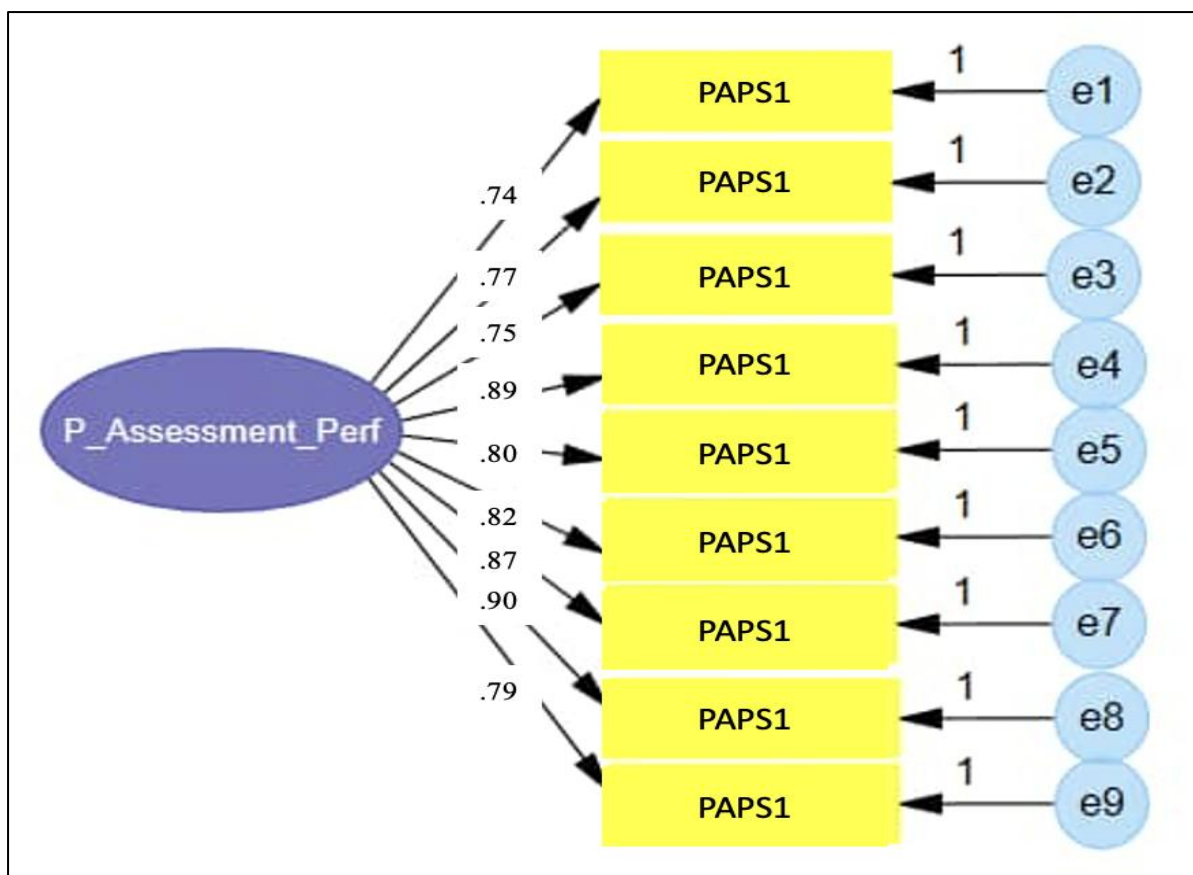 PAPS1
1
e1
.74
PAPS1
1
e2
.77
PAPS1
1
e3
.75
PAPS1
1
e4
.89
P_Assessment_Perf
PAPS1
1
e5
.80
PAPS1
1
e6
.82
PAPS1
1
e7
.87
.90
PAPS1
1
e8
.79
PAPS1
1
e9